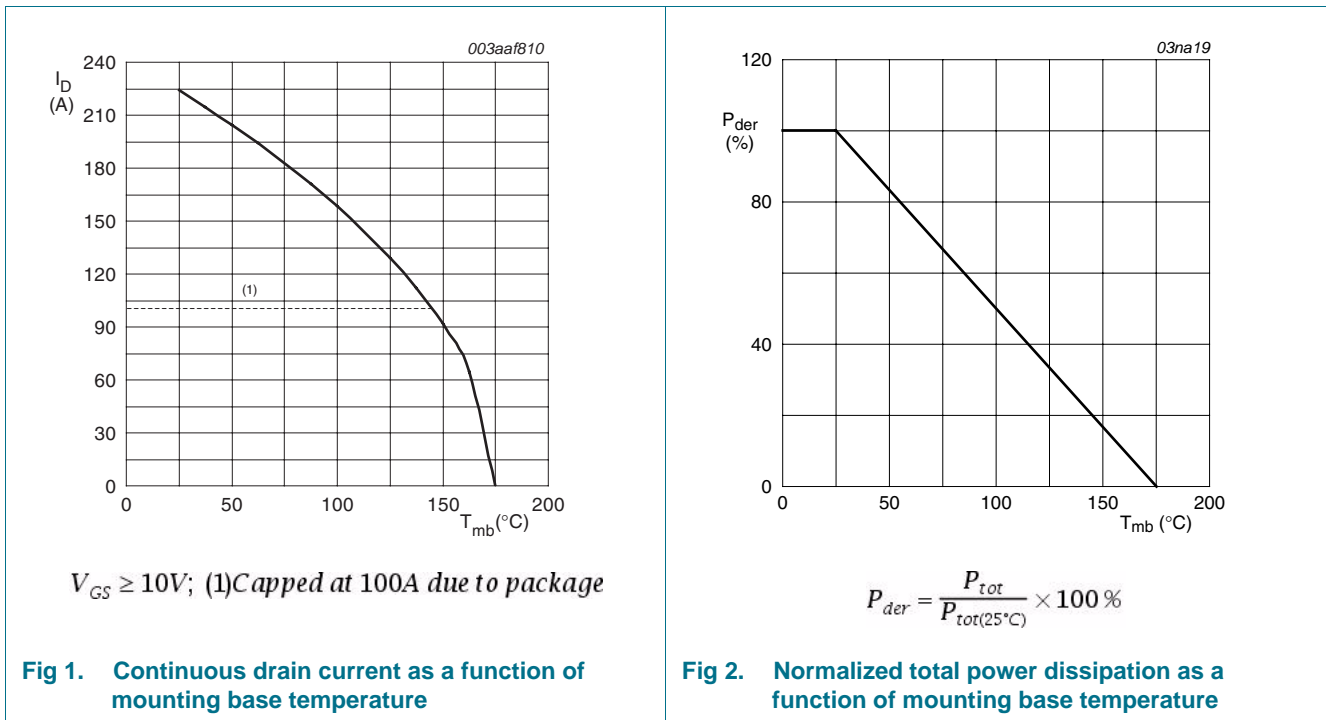 003aaf810
I_D
(A)
240
210
180
150
120
90
60
30
0
(1)
0 50 100 150 200
T_mb(°C)
V_GS ≥ 10V; (1)Capped at 100A due to package
Fig 1. Continuous drain current as a function of
mounting base temperature
03na19
P_der
(%)
120
80
40
0
0 50 100 150 200
T_mb (°C)
P_der = P_tot / P_tot(25°C) × 100 %
Fig 2. Normalized total power dissipation as a
function of mounting base temperature